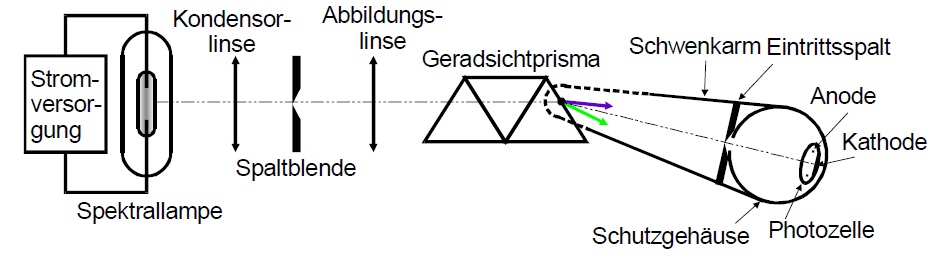 Kondensor-
linse
Abbildungs-
linse
Geradsichtprisma
Schwenkarm
Eintrittsspalt
Anode
Kathode
Strom-
versor-
gung
Spaltblende
Spektrallampe
Schutzgehäuse
Photozelle